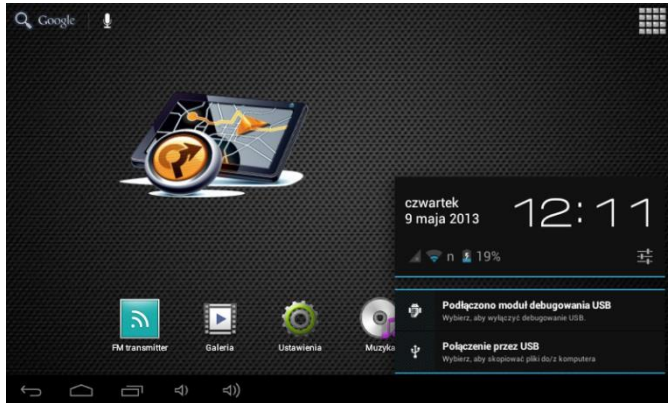 Google
czwartek
9 maja 2013
12:11
n 19%
Podłączono moduł debugowania USB
Wybierz, aby wyłączyć debugowanie USB.
Połączenie przez USB
Wybierz, aby skopiować pliki do/z komputera
FM transmitter
Galeria
Ustawienia
Muzyka